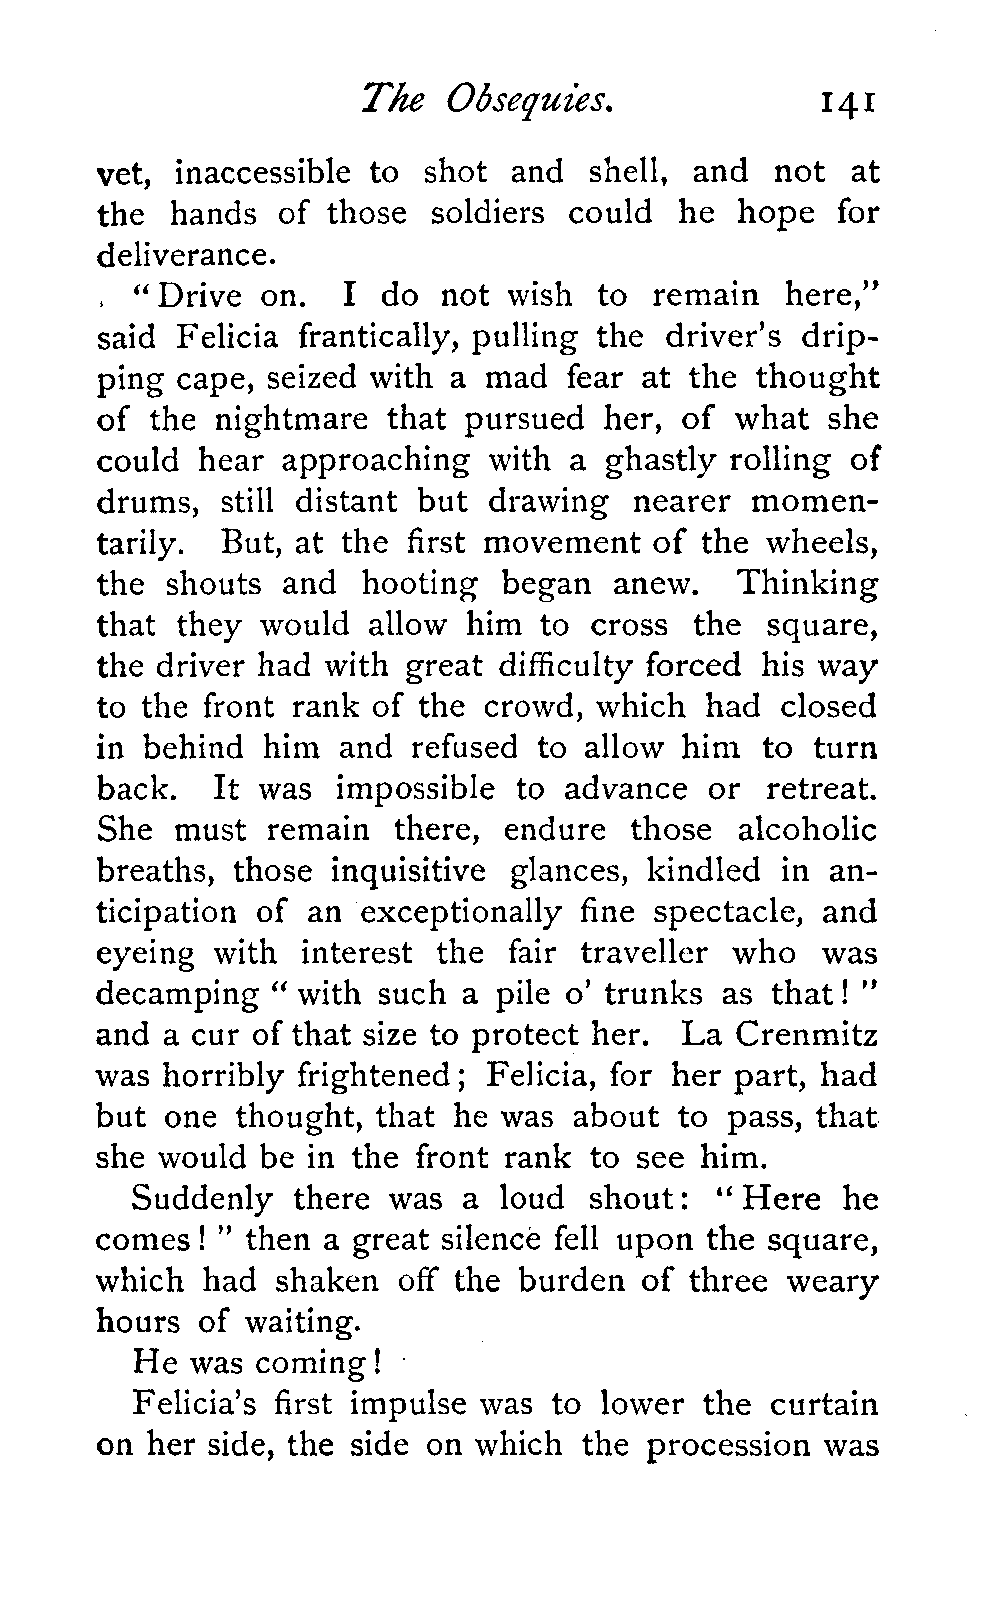 The Obsequies. 141
vet, inaccessible to shot and shell, and not at
the hands of those soldiers could he hope for
deliverance.
"Drive on. I do not wish to remain here,"
said Felicia frantically, pulling the driver's drip-
ping cape, seized with a mad fear at the thought
of the nightmare that pursued her, of what she
could hear approaching with a ghastly rolling of
drums, still distant but drawing nearer momen-
tarily. But, at the first movement of the wheels,
the shouts and hooting began anew. Thinking
that they would allow him to cross the square,
the driver had with great difficulty forced his way
to the front rank of the crowd, which had closed
in behind him and refused to allow him to turn
back. It was impossible to advance or retreat.
She must remain there, endure those alcoholic
breaths, those inquisitive glances, kindled in an-
ticipation of an exceptionally fine spectacle, and
eyeing with interest the fair traveller who was
decamping "with such a pile o' trunks as that!"
and a cur of that size to protect her. La Crenmitz
was horribly frightened; Felicia, for her part, had
but one thought, that he was about to pass, that
she would be in the front rank to see him.
Suddenly there was a loud shout: "Here he
comes!" then a great silence fell upon the square,
which had shaken off the burden of three weary
hours of waiting.
He was coming!
Felicia's first impulse was to lower the curtain
on her side, the side on which the procession was